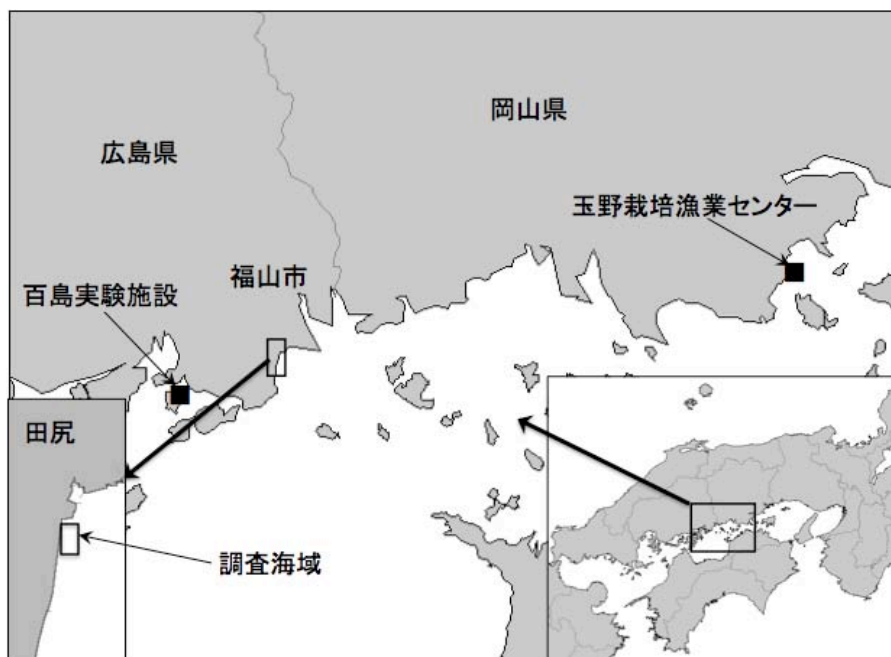 岡山県
広島県
玉野栽培漁業センター
福山市
百島実験施設
田尻
調査海域